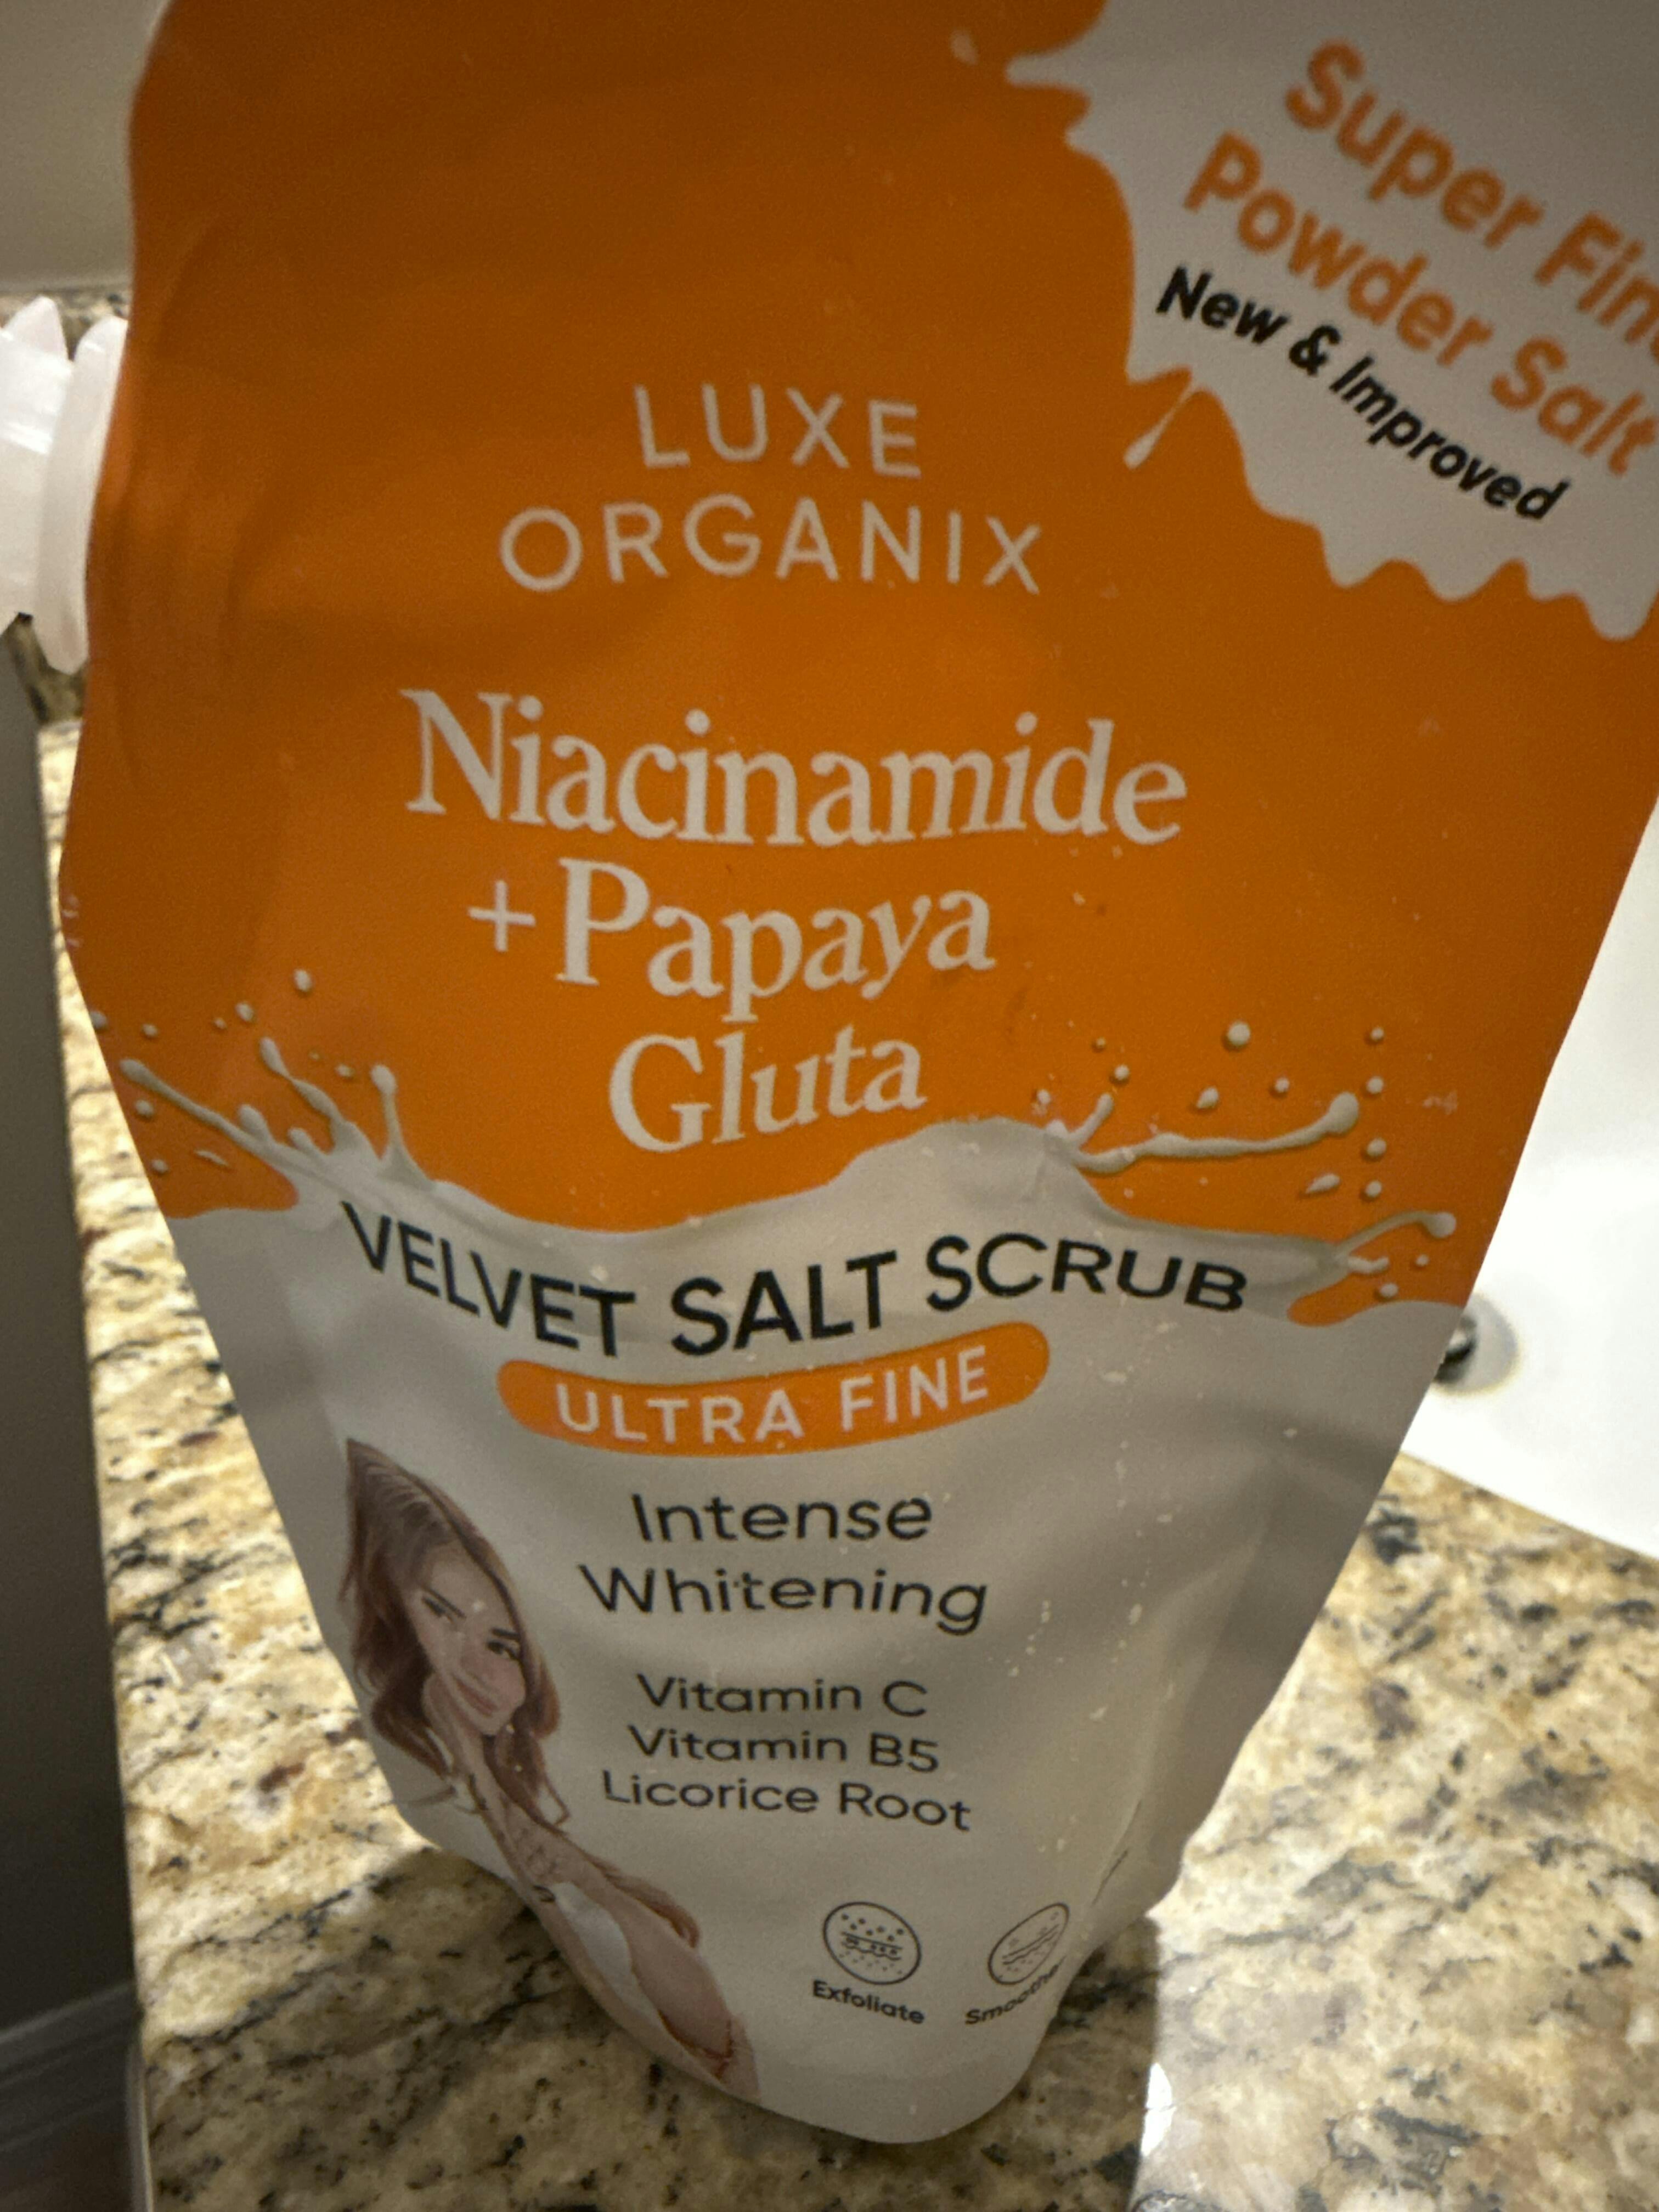 Super
Powder Salt
New & Improved
LUXE
ORGANIX
Niacinamide
+Papaya
Gluta
VELVET SALT SCRUB
ULTRA FINE
Intense
Whitening
Vitamin C
Vitamin B5
Licorice Root
Exfoliate